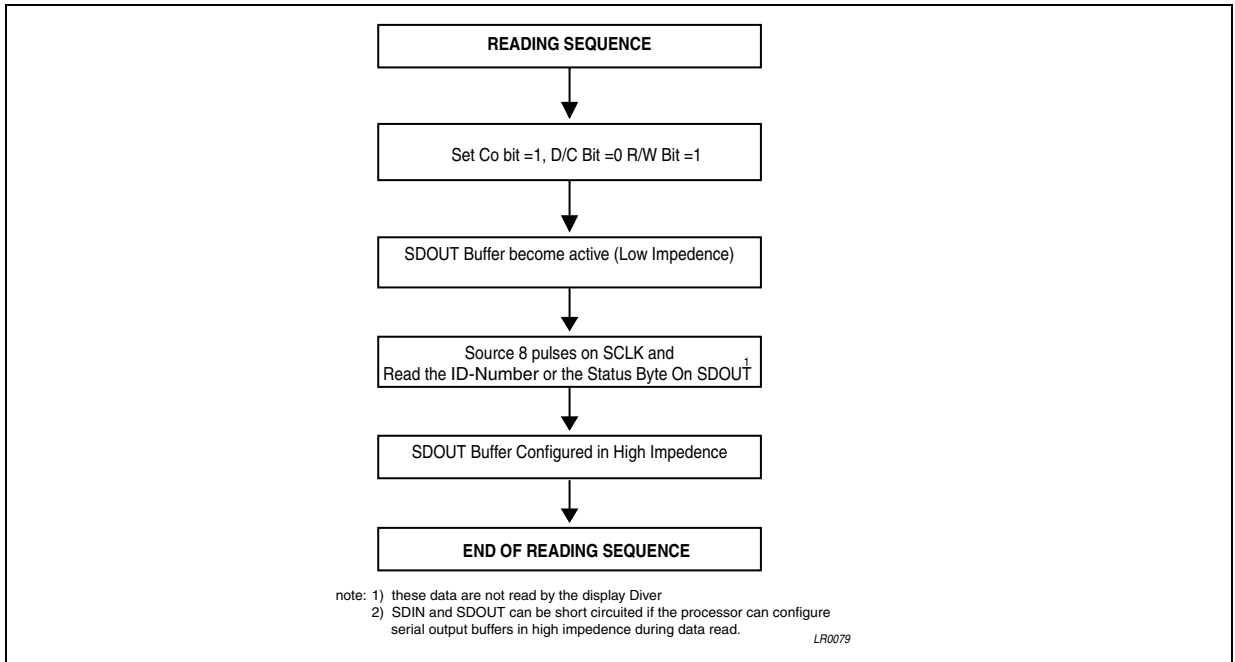 READING SEQUENCE
Set Co bit =1, D/C Bit =0 R/W Bit =1
SDOUT Buffer become active (Low Impedence)
Source 8 pulses on SCLK and
Read the ID-Number or the Status Byte On SDOUT 1
SDOUT Buffer Configured in High Impedence
END OF READING SEQUENCE
note: 1) these data are not read by the display Diver
2) SDIN and SDOUT can be short circuited if the processor can configure
serial output buffers in high impedence during data read.
LR0079